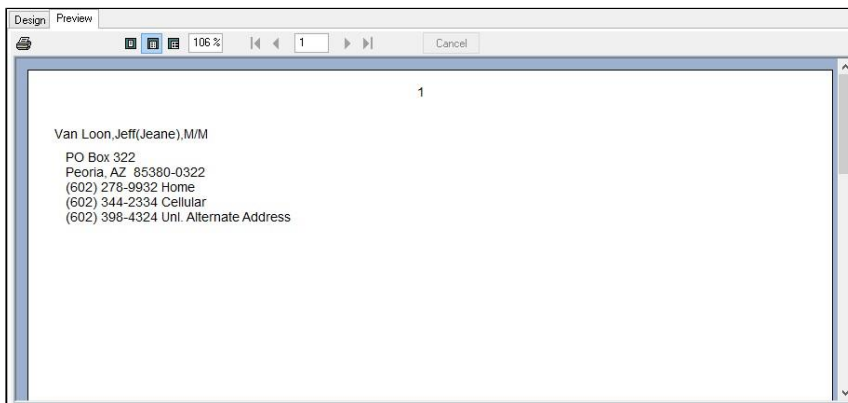 Design Preview
106 % 1 Cancel
1
Van Loon,Jeff(Jeane),M/M
PO Box 322
Peoria, AZ  85380-0322
(602) 278-9932 Home
(602) 344-2334 Cellular
(602) 398-4324 Unl. Alternate Address